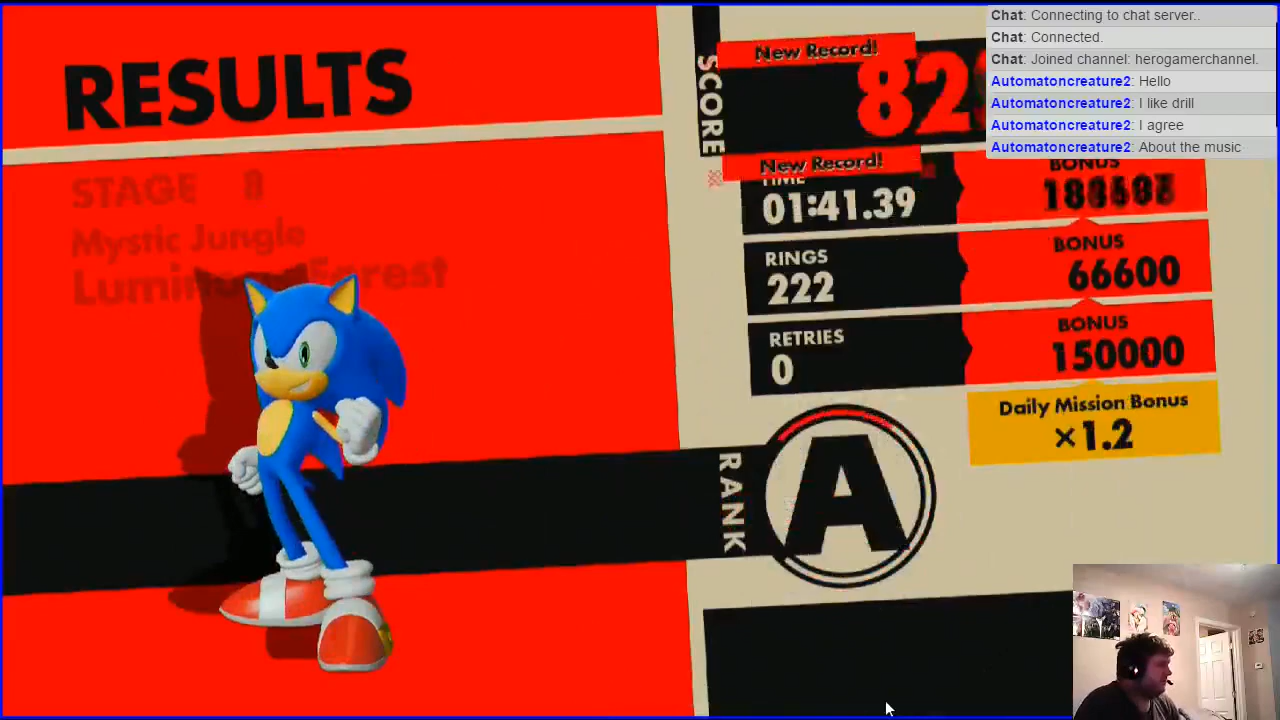 RESULTS
STAGE 8
Mystic Jungle
SCORE
New Record!
82
New Record!
TIME
01:41.39
BONUS
RINGS
222
BONUS
66600
RETRIES
0
BONUS
150000
Daily Mission Bonus
×1.2
RANK
A
Chat: Connecting to chat server..
Chat: Connected.
Chat: Joined channel: herogamerchannel.
Automatoncreature2: Hello
Automatoncreature2: I like drill
Automatoncreature2: I agree
Automatoncreature2: About the music